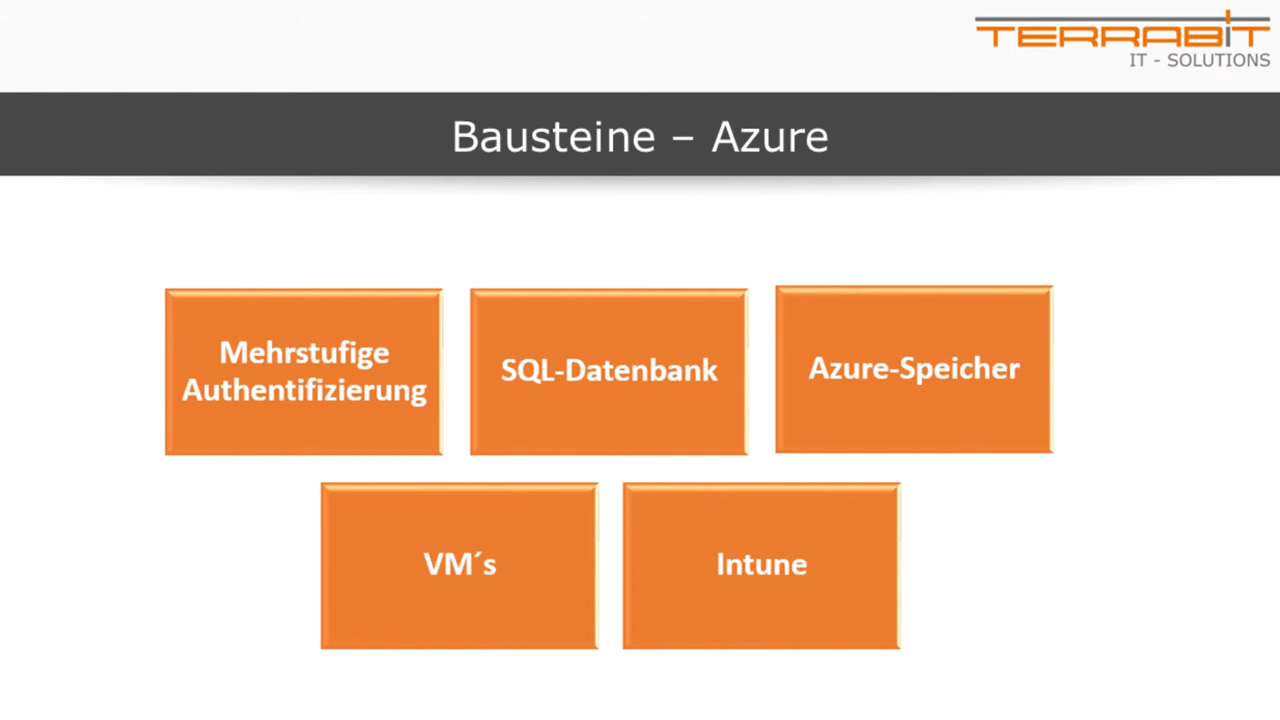 TERRABIT
IT - SOLUTIONS
Bausteine – Azure
Mehrstufige
Authentifizierung
SQL-Datenbank
Azure-Speicher
VM´s
Intune